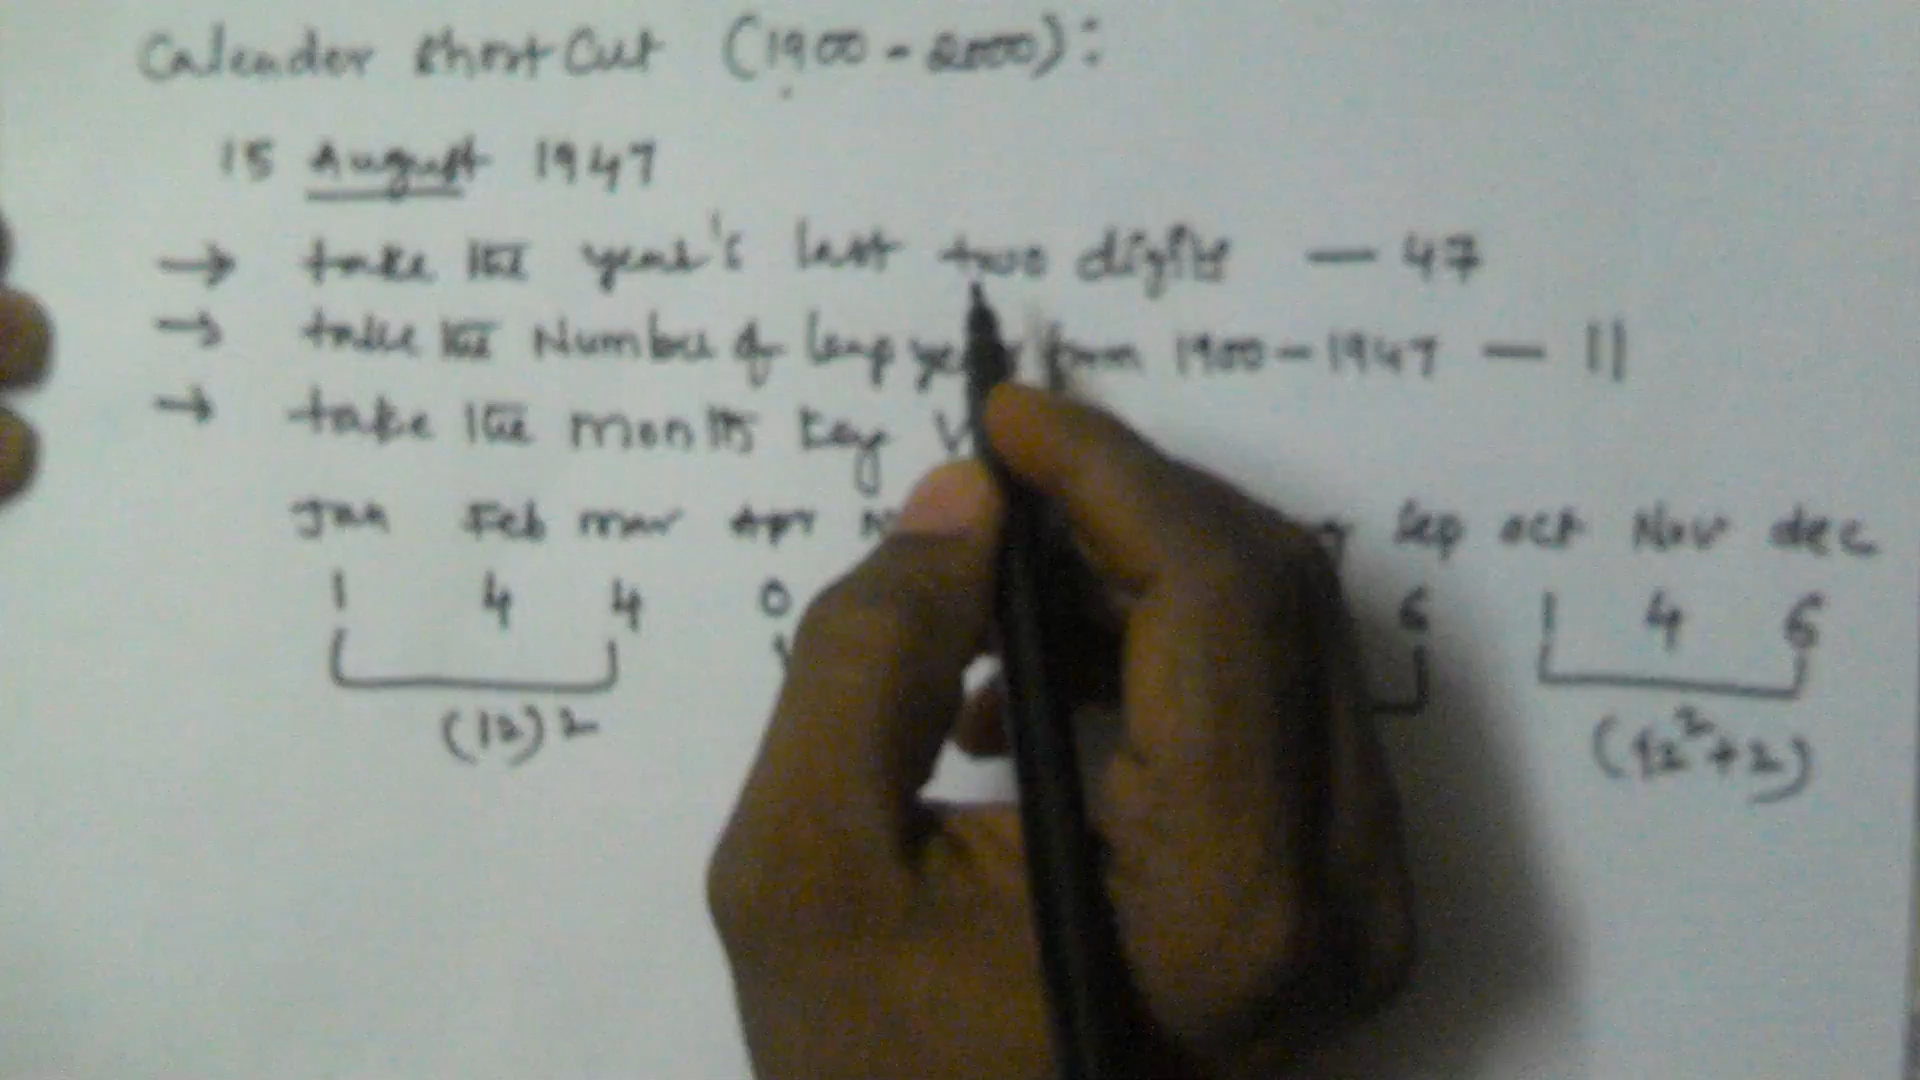 Calender Short Cut (1900 - 2000):
15 August 1947
→ take the year's last two digits — 47
→ take the Number of leap year from 1900 - 1947 — 11
→ take the month key
Jan Feb mar Apr Sep oct Nov dec
1 4 4 0 6 1 4 6
(12)2 (12²+2)